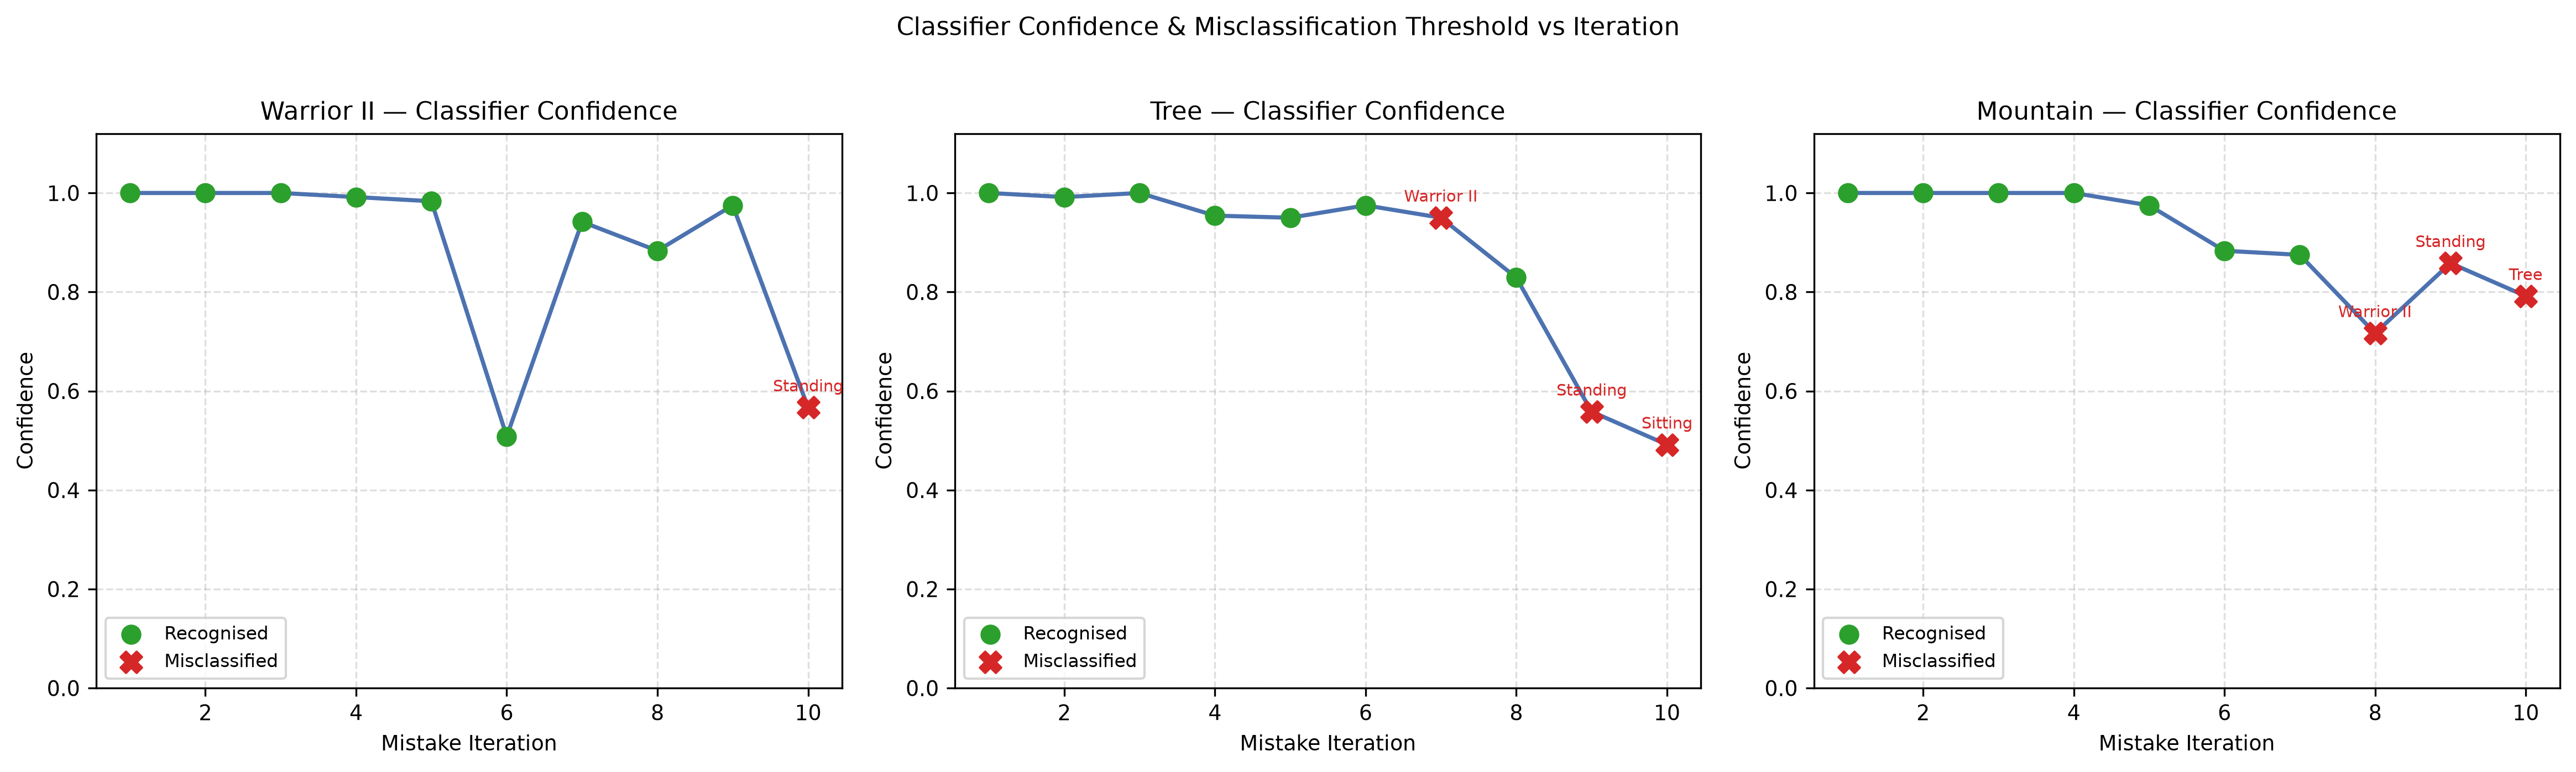 Classifier Confidence & Misclassification Threshold vs Iteration
Warrior II — Classifier Confidence
Confidence
1.0
0.8
0.6
0.4
0.2
0.0
Standing
Recognised
Misclassified
2 4 6 8 10
Mistake Iteration
Tree — Classifier Confidence
Confidence
1.0
0.8
0.6
0.4
0.2
0.0
Warrior II
Standing
Sitting
Recognised
Misclassified
2 4 6 8 10
Mistake Iteration
Mountain — Classifier Confidence
Confidence
1.0
0.8
0.6
0.4
0.2
0.0
Standing
Tree
Warrior II
Recognised
Misclassified
2 4 6 8 10
Mistake Iteration